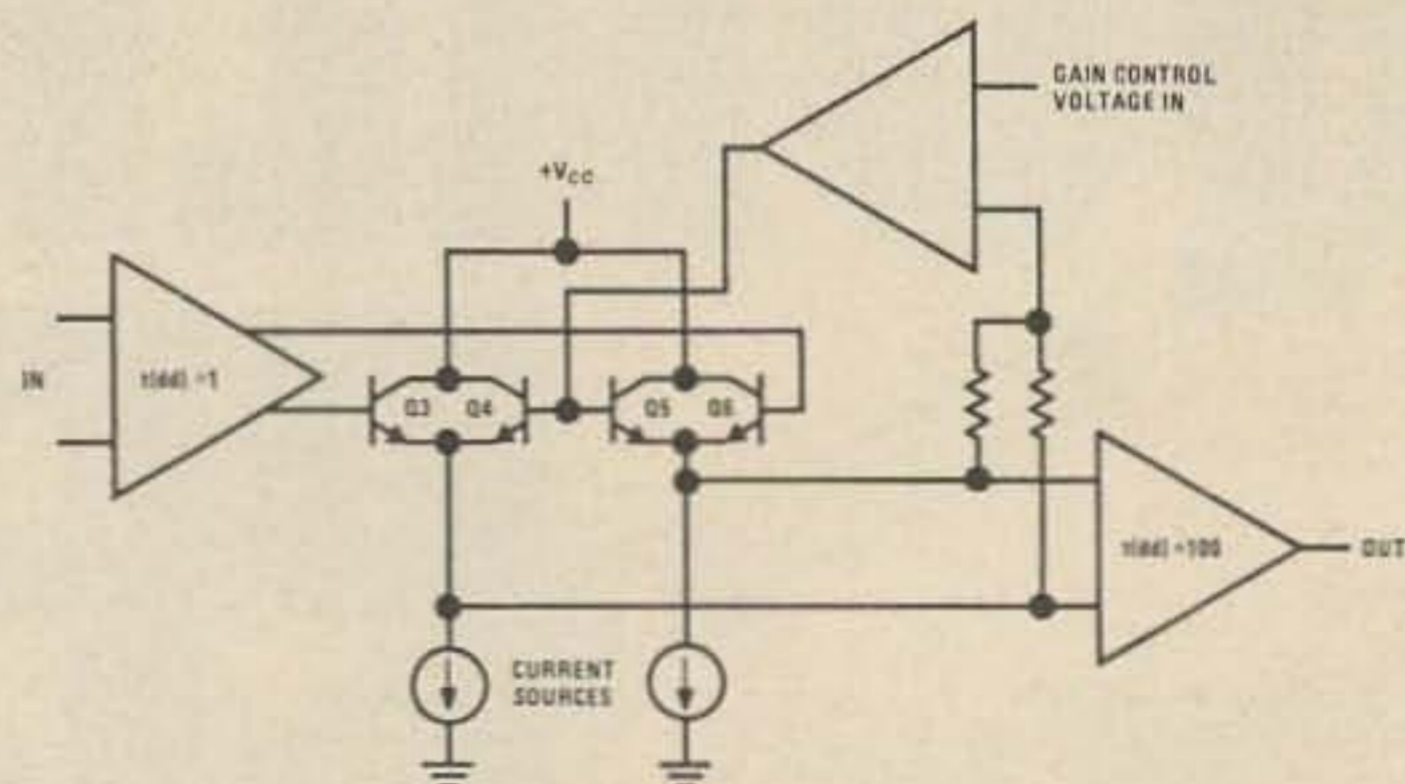 GAIN CONTROL
VOLTAGE IN
+VCC
IN
Q3
Q4
Q5
Q6
OUT
CURRENT
SOURCES